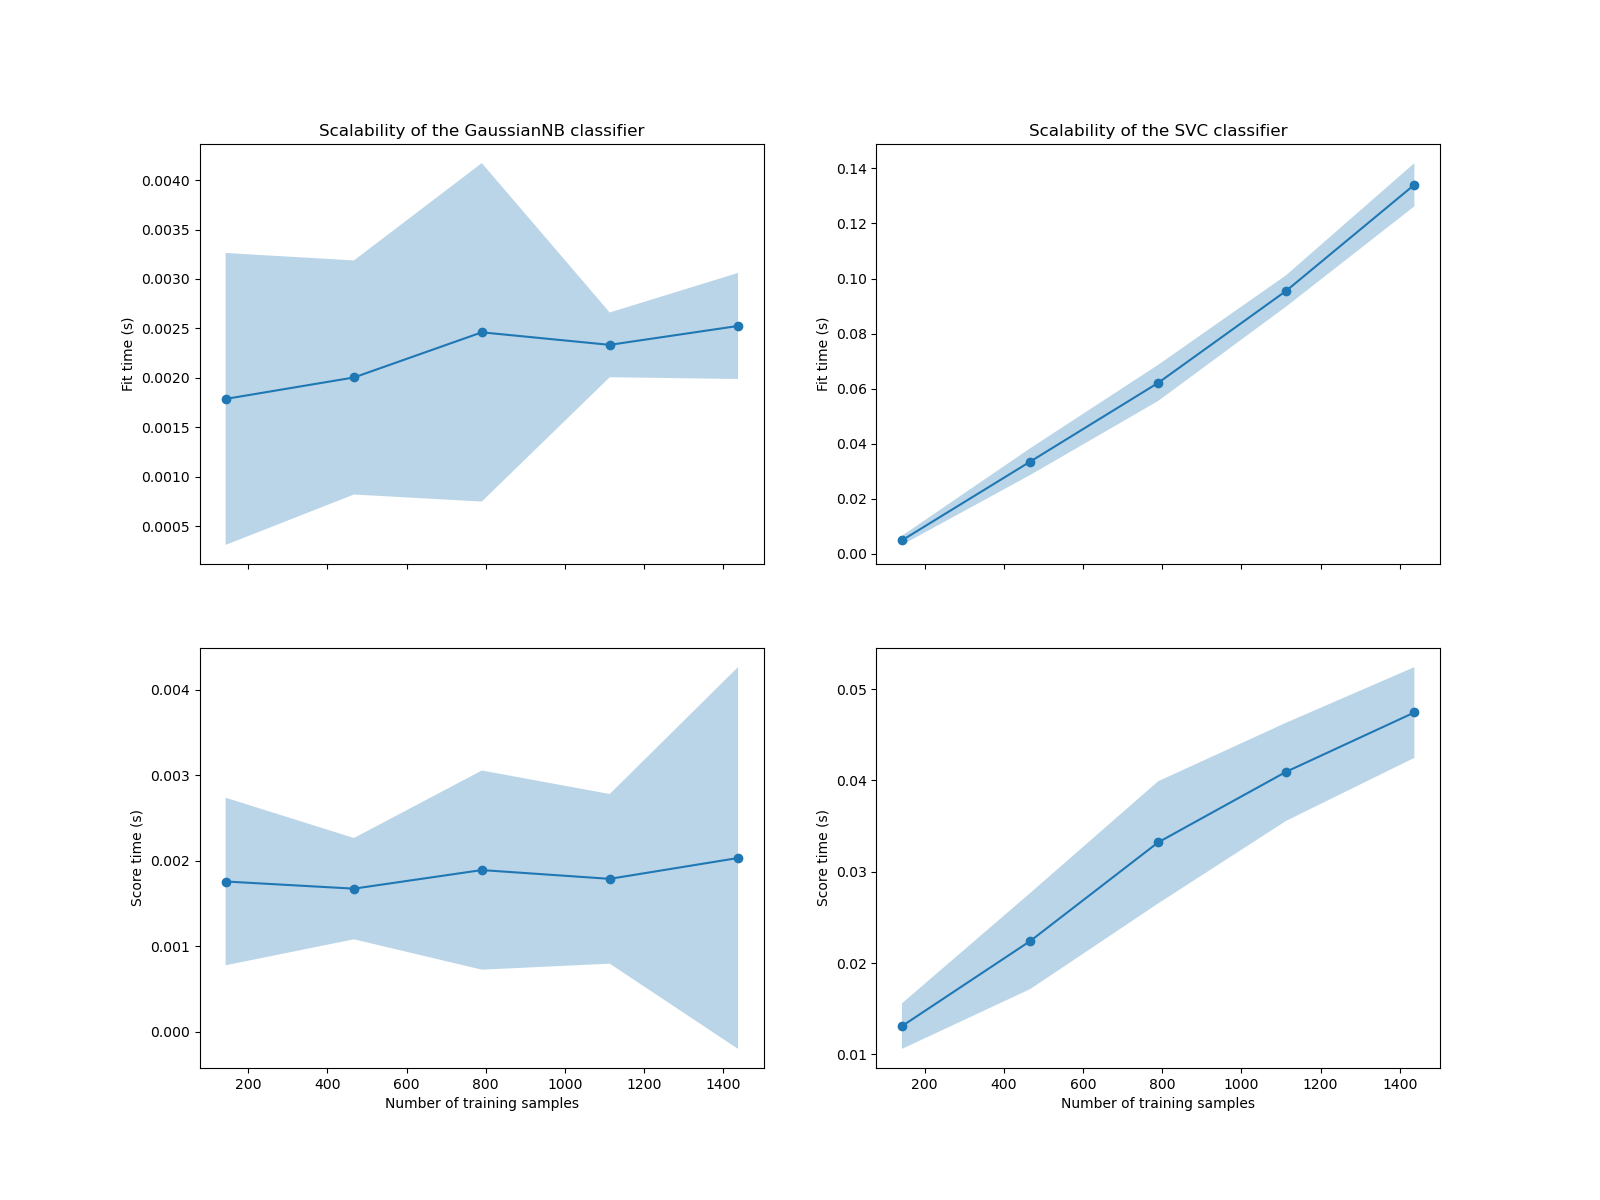 Scalability of the GaussianNB classifier
0.0040
0.0035
0.0030
0.0025
0.0020
0.0015
0.0010
0.0005
Fit time (s)
Scalability of the SVC classifier
0.14
0.12
0.10
0.08
0.06
0.04
0.02
0.00
Fit time (s)
0.004
0.003
0.002
0.001
0.000
Score time (s)
200 400 600 800 1000 1200 1400
Number of training samples
0.05
0.04
0.03
0.02
0.01
Score time (s)
200 400 600 800 1000 1200 1400
Number of training samples